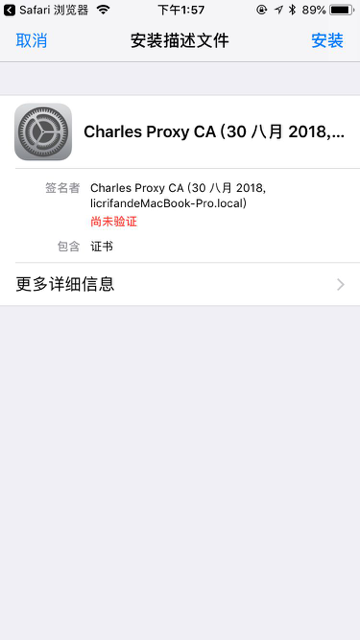 Safari 浏览器 下午1:57 89%
取消 安装描述文件 安装
Charles Proxy CA (30 八月 2018,...
签名者 Charles Proxy CA (30 八月 2018,
licrifandeMacBook-Pro.local)
尚未验证
包含 证书
更多详细信息